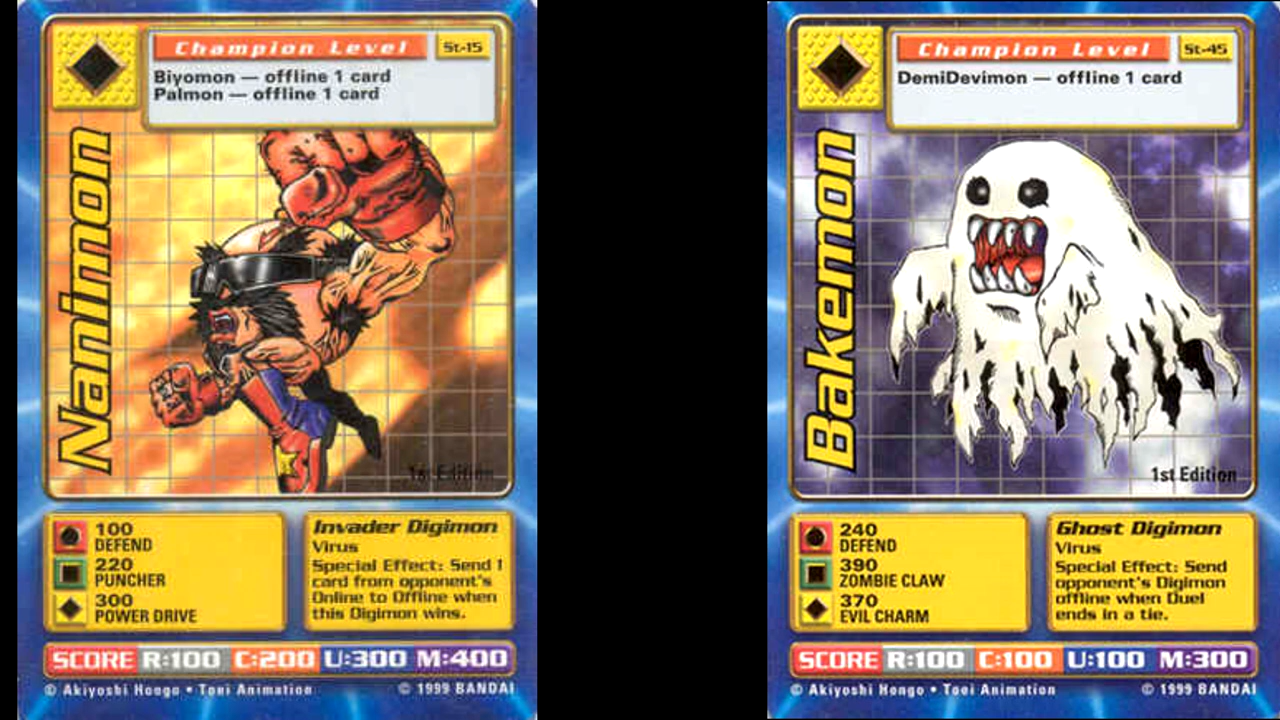 Champion Level
St-15
Biyomon — offline 1 card
Palmon — offline 1 card
Nanimon
1st Edition
100
DEFEND
220
PUNCHER
300
POWER DRIVE
Invader Digimon
Virus
Special Effect: Send 1
card from opponent's
Online to Offline when
this Digimon wins.
SCORE R:100 C:200 U:300 M:400
© Akiyoshi Hongo • Toei Animation © 1999 BANDAI
Champion Level
St-45
DemiDevimon — offline 1 card
Bakemon
1st Edition
240
DEFEND
390
ZOMBIE CLAW
370
EVIL CHARM
Ghost Digimon
Virus
Special Effect: Send
opponent's Digimon
offline when Duel
ends in a tie.
SCORE R:100 C:100 U:100 M:300
© Akiyoshi Hongo • Toei Animation © 1999 BANDAI